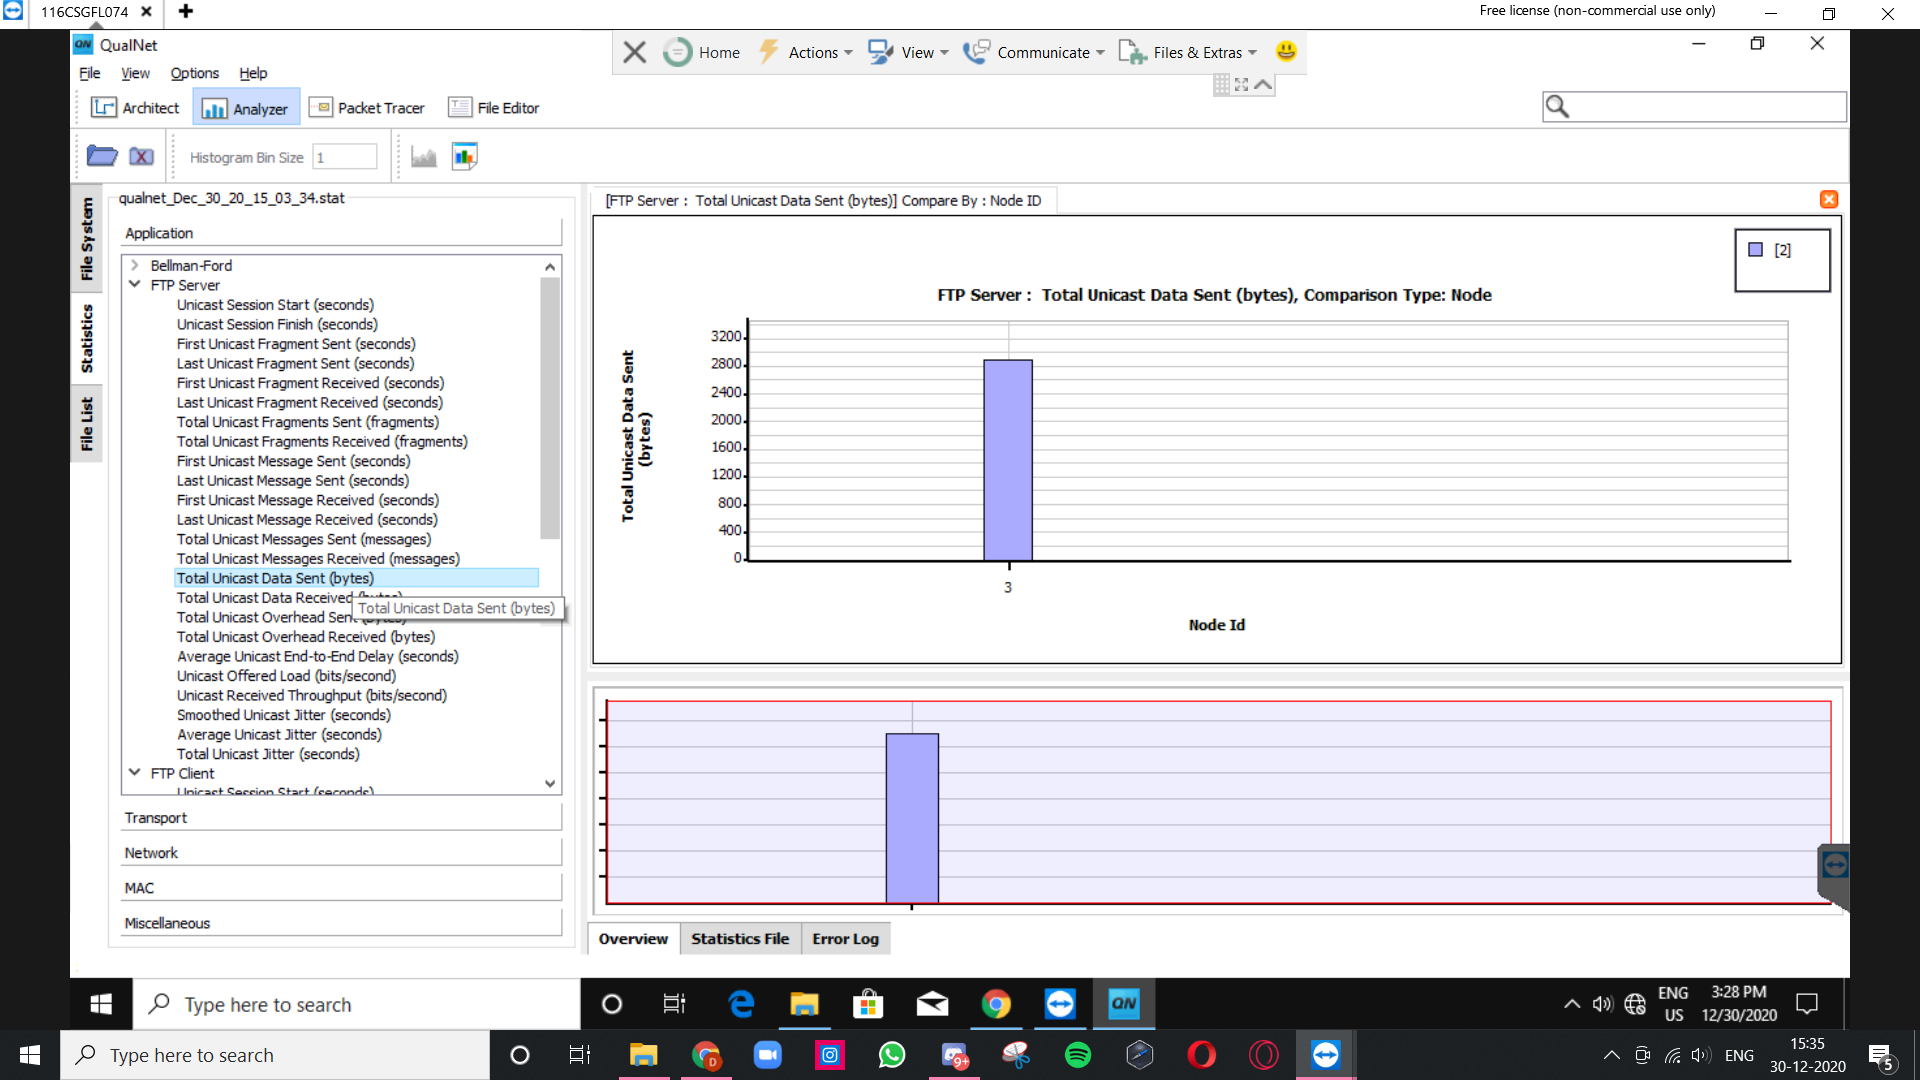 116CSGFL074
Free license (non-commercial use only)
QN QualNet
Home Actions View Communicate Files & Extras
File View Options Help
Architect Analyzer Packet Tracer File Editor
Histogram Bin Size 1
File System
Statistics
File List
qualnet_Dec_30_20_15_03_34.stat
Application
Bellman-Ford
FTP Server
Unicast Session Start (seconds)
Unicast Session Finish (seconds)
First Unicast Fragment Sent (seconds)
Last Unicast Fragment Sent (seconds)
First Unicast Fragment Received (seconds)
Last Unicast Fragment Received (seconds)
Total Unicast Fragments Sent (fragments)
Total Unicast Fragments Received (fragments)
First Unicast Message Sent (seconds)
Last Unicast Message Sent (seconds)
First Unicast Message Received (seconds)
Last Unicast Message Received (seconds)
Total Unicast Messages Sent (messages)
Total Unicast Messages Received (messages)
Total Unicast Data Sent (bytes)
Total Unicast Data Received (bytes)
Total Unicast Data Sent (bytes)
Total Unicast Overhead Sent (bytes)
Total Unicast Overhead Received (bytes)
Average Unicast End-to-End Delay (seconds)
Unicast Offered Load (bits/second)
Unicast Received Throughput (bits/second)
Smoothed Unicast Jitter (seconds)
Average Unicast Jitter (seconds)
Total Unicast Jitter (seconds)
FTP Client
Unicast Session Start (seconds)
Transport
Network
MAC
Miscellaneous
[FTP Server : Total Unicast Data Sent (bytes)] Compare By : Node ID
[2]
FTP Server : Total Unicast Data Sent (bytes), Comparison Type: Node
Total Unicast Data Sent
(bytes)
3200
2800
2400
2000
1600
1200
800
400
0
3
Node Id
Overview Statistics File Error Log
Type here to search
QN
ENG
US
3:28 PM
12/30/2020
Type here to search
D
9+
ENG
15:35
30-12-2020
5